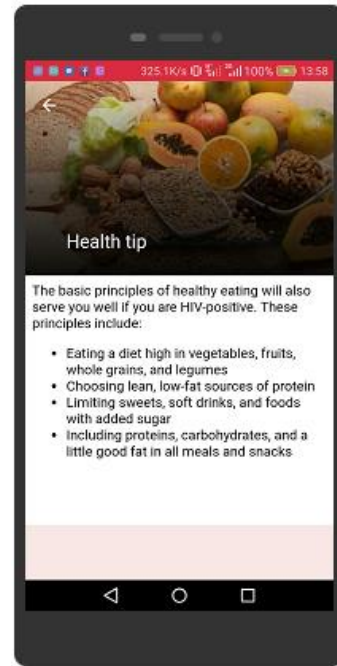 325.1K/s 100% 13:58
Health tip
The basic principles of healthy eating will also
serve you well if you are HIV-positive. These
principles include:
• Eating a diet high in vegetables, fruits,
whole grains, and legumes
• Choosing lean, low-fat sources of protein
• Limiting sweets, soft drinks, and foods
with added sugar
• Including proteins, carbohydrates, and a
little good fat in all meals and snacks